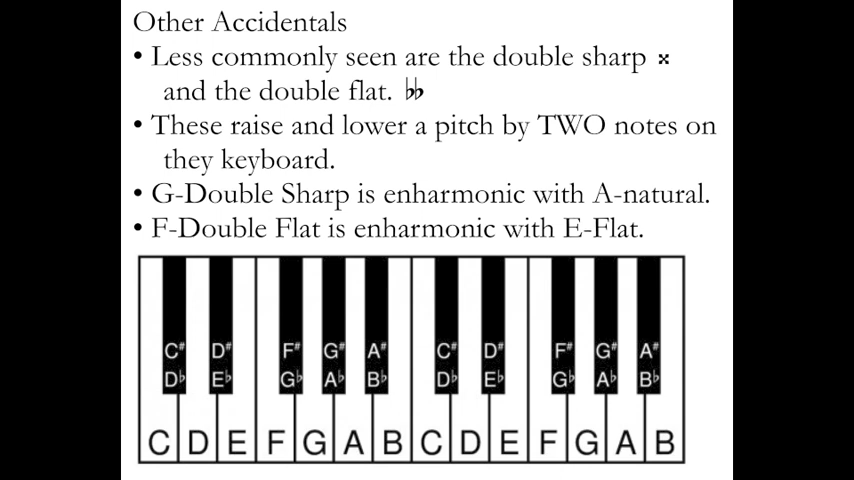 Other Accidentals
• Less commonly seen are the double sharp 𝄪
and the double flat. 𝄫
• These raise and lower a pitch by TWO notes on
they keyboard.
• G-Double Sharp is enharmonic with A-natural.
• F-Double Flat is enharmonic with E-Flat.
C# D# F# G# A# C# D# F# G# A#
D♭ E♭ G♭ A♭ B♭ D♭ E♭ G♭ A♭ B♭
C D E F G A B C D E F G A B